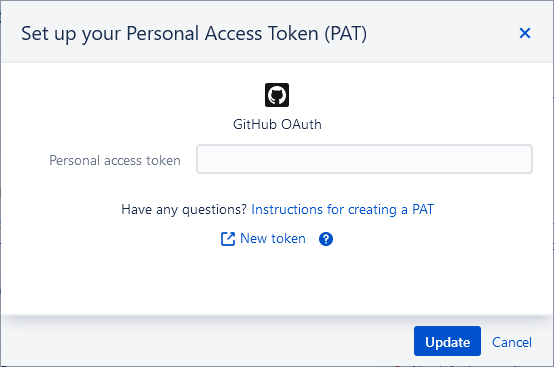 Set up your Personal Access Token (PAT)
GitHub OAuth
Personal access token
Have any questions? Instructions for creating a PAT
New token ?
Update Cancel